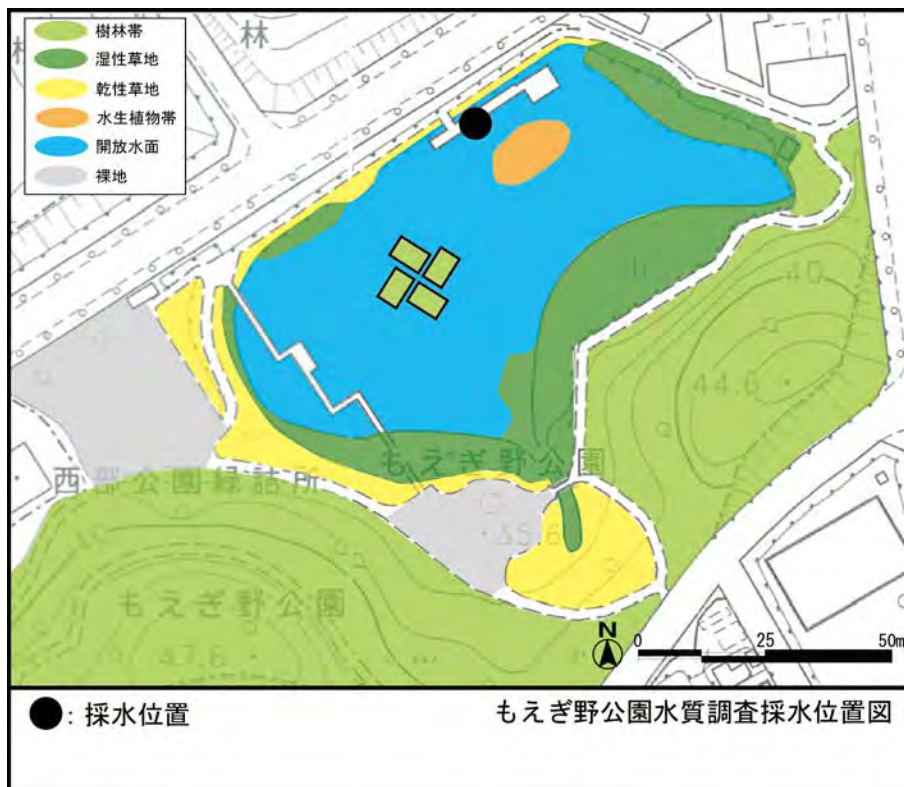 樹林帯
湿性草地
乾性草地
水生植物帯
開放水面
裸地
林
40
44.6
もえぎ野公園
西部公園緑詰所
35.6
もえぎ野公園
47.6
N
0
25
50m
●: 採水位置
もえぎ野公園水質調査採水位置図